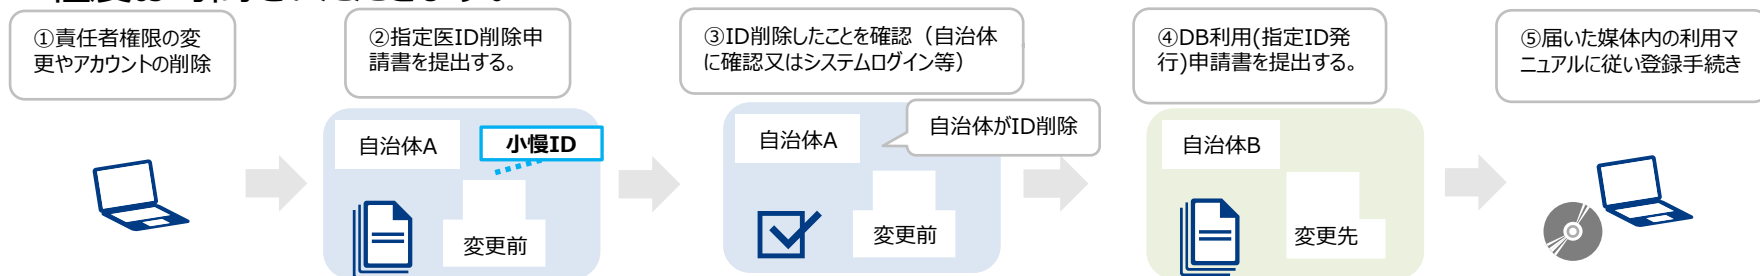 ①責任者権限の変
更やアカウントの削除
②指定医ID削除申
請書を提出する。
③ID削除したことを確認（自治体
に確認又はシステムログイン等）
④DB利用(指定ID発
行)申請書を提出する。
⑤届いた媒体内の利用マ
ニュアルに従い登録手続き
自治体A
小慢ID
変更前
自治体A
自治体がID削除
変更前
自治体B
変更先